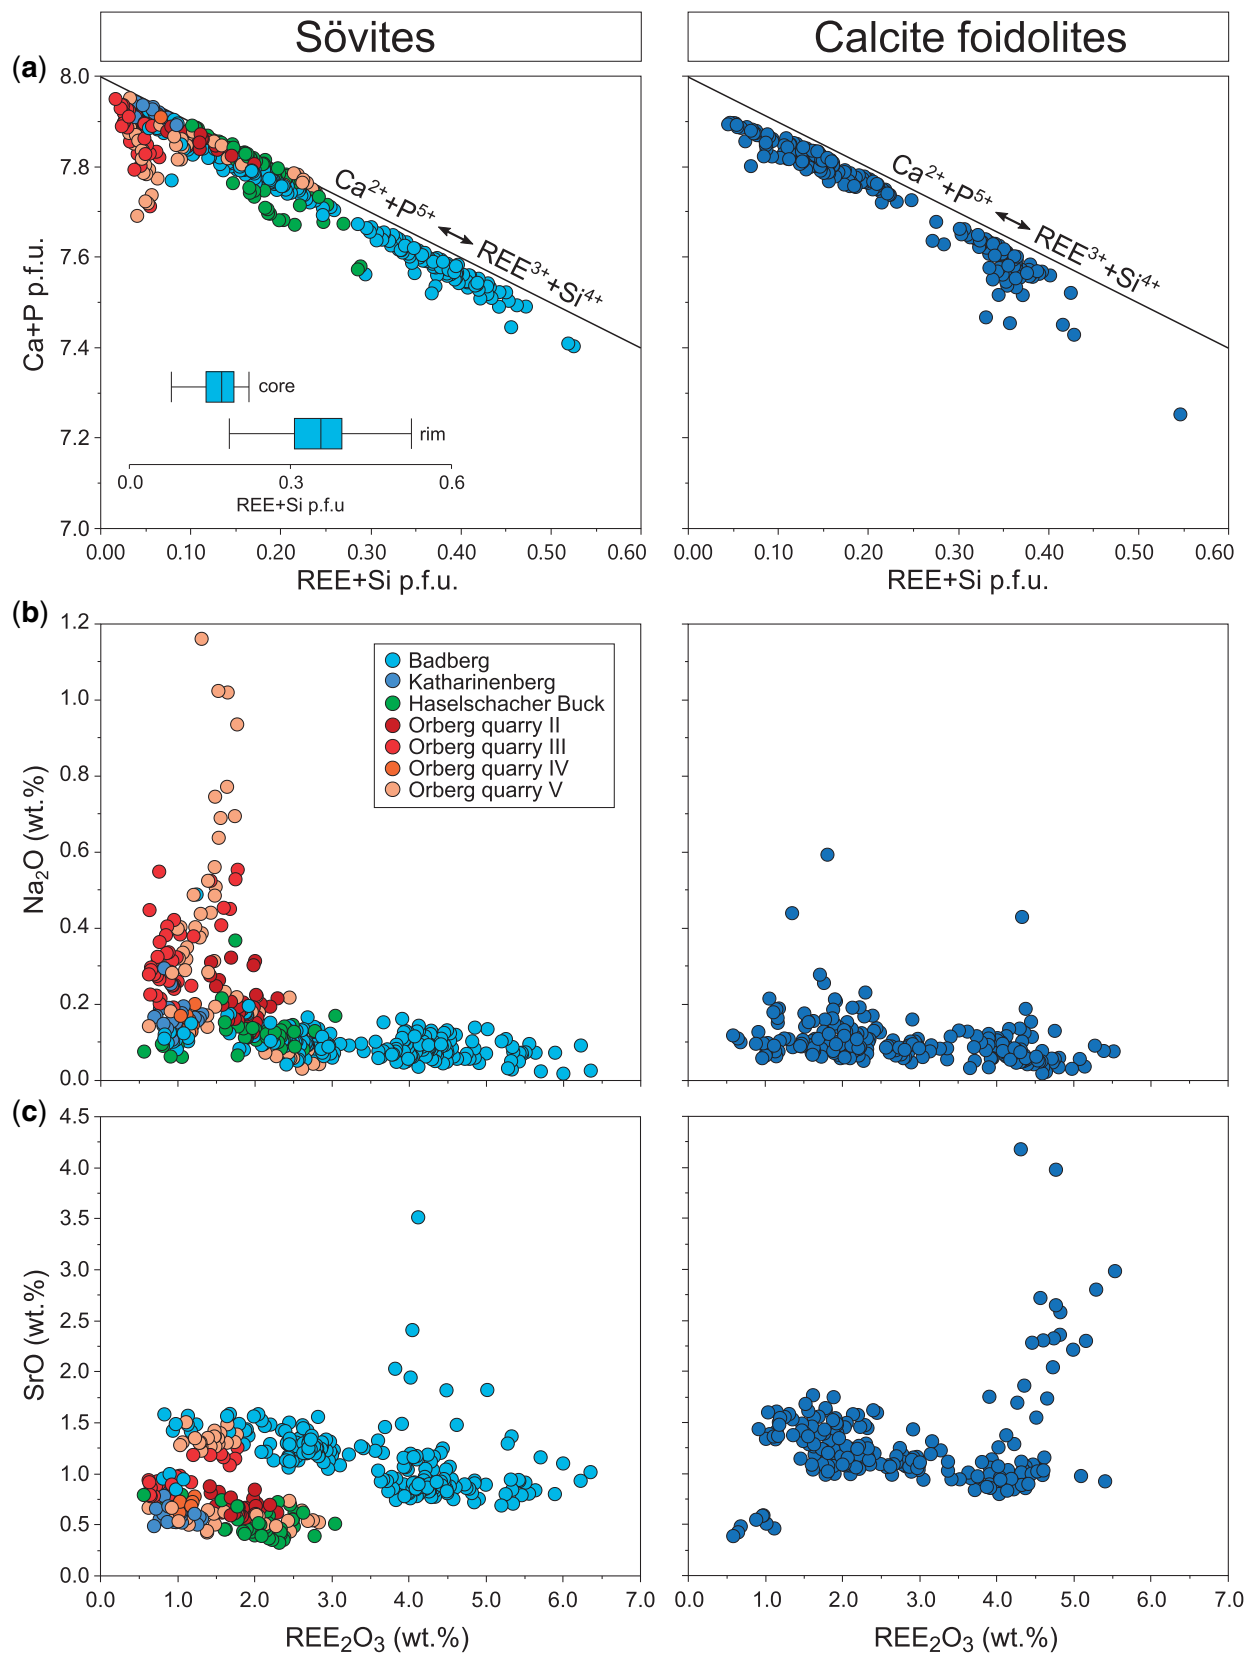 Sövites
Calcite foidolites
(a)
8.0
7.8
7.6
7.4
7.2
7.0
Ca+P p.f.u.
Ca²⁺+P⁵⁺ ↔ REE³⁺+Si⁴⁺
core
rim
0.0 0.3 0.6
REE+Si p.f.u
0.00 0.10 0.20 0.30 0.40 0.50 0.60
REE+Si p.f.u.
Ca²⁺+P⁵⁺ ↔ REE³⁺+Si⁴⁺
0.00 0.10 0.20 0.30 0.40 0.50 0.60
REE+Si p.f.u.
(b)
1.2
1.0
0.8
0.6
0.4
0.2
0.0
Na₂O (wt.%)
Badberg
Katharinenberg
Haselschacher Buck
Orberg quarry II
Orberg quarry III
Orberg quarry IV
Orberg quarry V
(c)
4.5
4.0
3.5
3.0
2.5
2.0
1.5
1.0
0.5
0.0
SrO (wt.%)
0.0 1.0 2.0 3.0 4.0 5.0 6.0 7.0
REE₂O₃ (wt.%)
0.0 1.0 2.0 3.0 4.0 5.0 6.0 7.0
REE₂O₃ (wt.%)